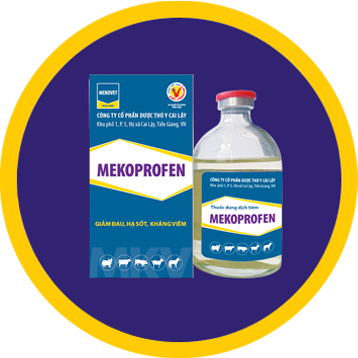 MEKOVET
CÔNG TY CỔ PHẦN DƯỢC THÚ Y CAI LẬY
Khu phố 1, P. 5, thị xã Cai Lậy, Tiền Giang, VN
MEKOPROFEN
GIẢM ĐAU, HẠ SỐT, KHÁNG VIÊM
MKV
CÔNG TY CỔ PHẦN DƯỢC THÚ Y CAI LẬY
Khu phố 1, P. 5, thị xã Cai Lậy, Tiền Giang, VN
Thuốc dung dịch tiêm
MEKOPROFEN